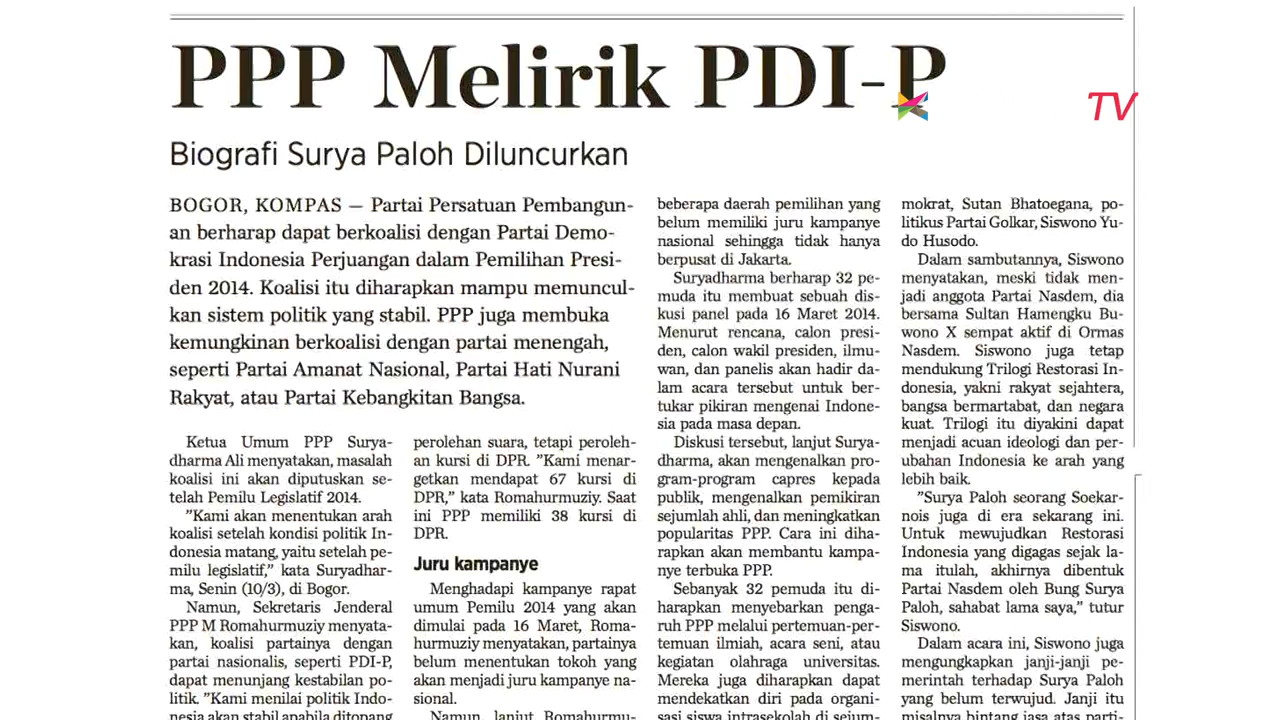 PPP Melirik PDI-P
TV
Biografi Surya Paloh Diluncurkan
BOGOR, KOMPAS — Partai Persatuan Pembangun-
an berharap dapat berkoalisi dengan Partai Demo-
krasi Indonesia Perjuangan dalam Pemilihan Presi-
den 2014. Koalisi itu diharapkan mampu memuncul-
kan sistem politik yang stabil. PPP juga membuka
kemungkinan berkoalisi dengan partai menengah,
seperti Partai Amanat Nasional, Partai Hati Nurani
Rakyat, atau Partai Kebangkitan Bangsa.
Ketua Umum PPP Surya-
dharma Ali menyatakan, masalah
koalisi ini akan diputuskan se-
telah Pemilu Legislatif 2014.
"Kami akan menentukan arah
koalisi setelah kondisi politik In-
donesia matang, yaitu setelah pe-
milu legislatif," kata Suryadhar-
ma, Senin (10/3), di Bogor.
Namun, Sekretaris Jenderal
PPP M Romahurmuziy menyata-
kan, koalisi partainya dengan
partai nasionalis, seperti PDI-P,
dapat menunjang kestabilan po-
litik. "Kami menilai politik Indo-
nesia akan stabil apabila ditopang
perolehan suara, tetapi peroleh-
an kursi di DPR. "Kami menar-
getkan mendapat 67 kursi di
DPR," kata Romahurmuziy. Saat
ini PPP memiliki 38 kursi di
DPR.
Juru kampanye
Menghadapi kampanye rapat
umum Pemilu 2014 yang akan
dimulai pada 16 Maret, Roma-
hurmuziy menyatakan, partainya
belum menentukan tokoh yang
akan menjadi juru kampanye na-
sional.
Namun, lanjut Romahurmu-
beberapa daerah pemilihan yang
belum memiliki juru kampanye
nasional sehingga tidak hanya
berpusat di Jakarta.
Suryadharma berharap 32 pe-
muda itu membuat sebuah dis-
kusi panel pada 16 Maret 2014.
Menurut rencana, calon presi-
den, calon wakil presiden, ilmu-
wan, dan panelis akan hadir da-
lam acara tersebut untuk ber-
tukar pikiran mengenai Indone-
sia pada masa depan.
Diskusi tersebut, lanjut Surya-
dharma, akan mengenalkan pro-
gram-program capres kepada
publik, mengenalkan pemikiran
sejumlah ahli, dan meningkatkan
popularitas PPP. Cara ini diha-
rapkan akan membantu kampa-
nye terbuka PPP.
Sebanyak 32 pemuda itu di-
harapkan menyebarkan penga-
ruh PPP melalui pertemuan-per-
temuan ilmiah, acara seni, atau
kegiatan olahraga universitas.
Mereka juga diharapkan dapat
mendekatkan diri pada organi-
sasi siswa intrasekolah di sejum-
mokrat, Sutan Bhatoegana, po-
litikus Partai Golkar, Siswono Yu-
do Husodo.
Dalam sambutannya, Siswono
menyatakan, meski tidak men-
jadi anggota Partai Nasdem, dia
bersama Sultan Hamengku Bu-
wono X sempat aktif di Ormas
Nasdem. Siswono juga tetap
mendukung Trilogi Restorasi In-
donesia, yakni rakyat sejahtera,
bangsa bermartabat, dan negara
kuat. Trilogi itu diyakini dapat
menjadi acuan ideologi dan per-
ubahan Indonesia ke arah yang
lebih baik.
"Surya Paloh seorang Soekar-
nois juga di era sekarang ini.
Untuk mewujudkan Restorasi
Indonesia yang digagas sejak la-
ma itulah, akhirnya dibentuk
Partai Nasdem oleh Bung Surya
Paloh, sahabat lama saya," tutur
Siswono.
Dalam acara ini, Siswono juga
mengungkapkan janji-janji pe-
merintah terhadap Surya Paloh
yang belum terwujud. Janji itu
misalnya bintang jasa atas parti-